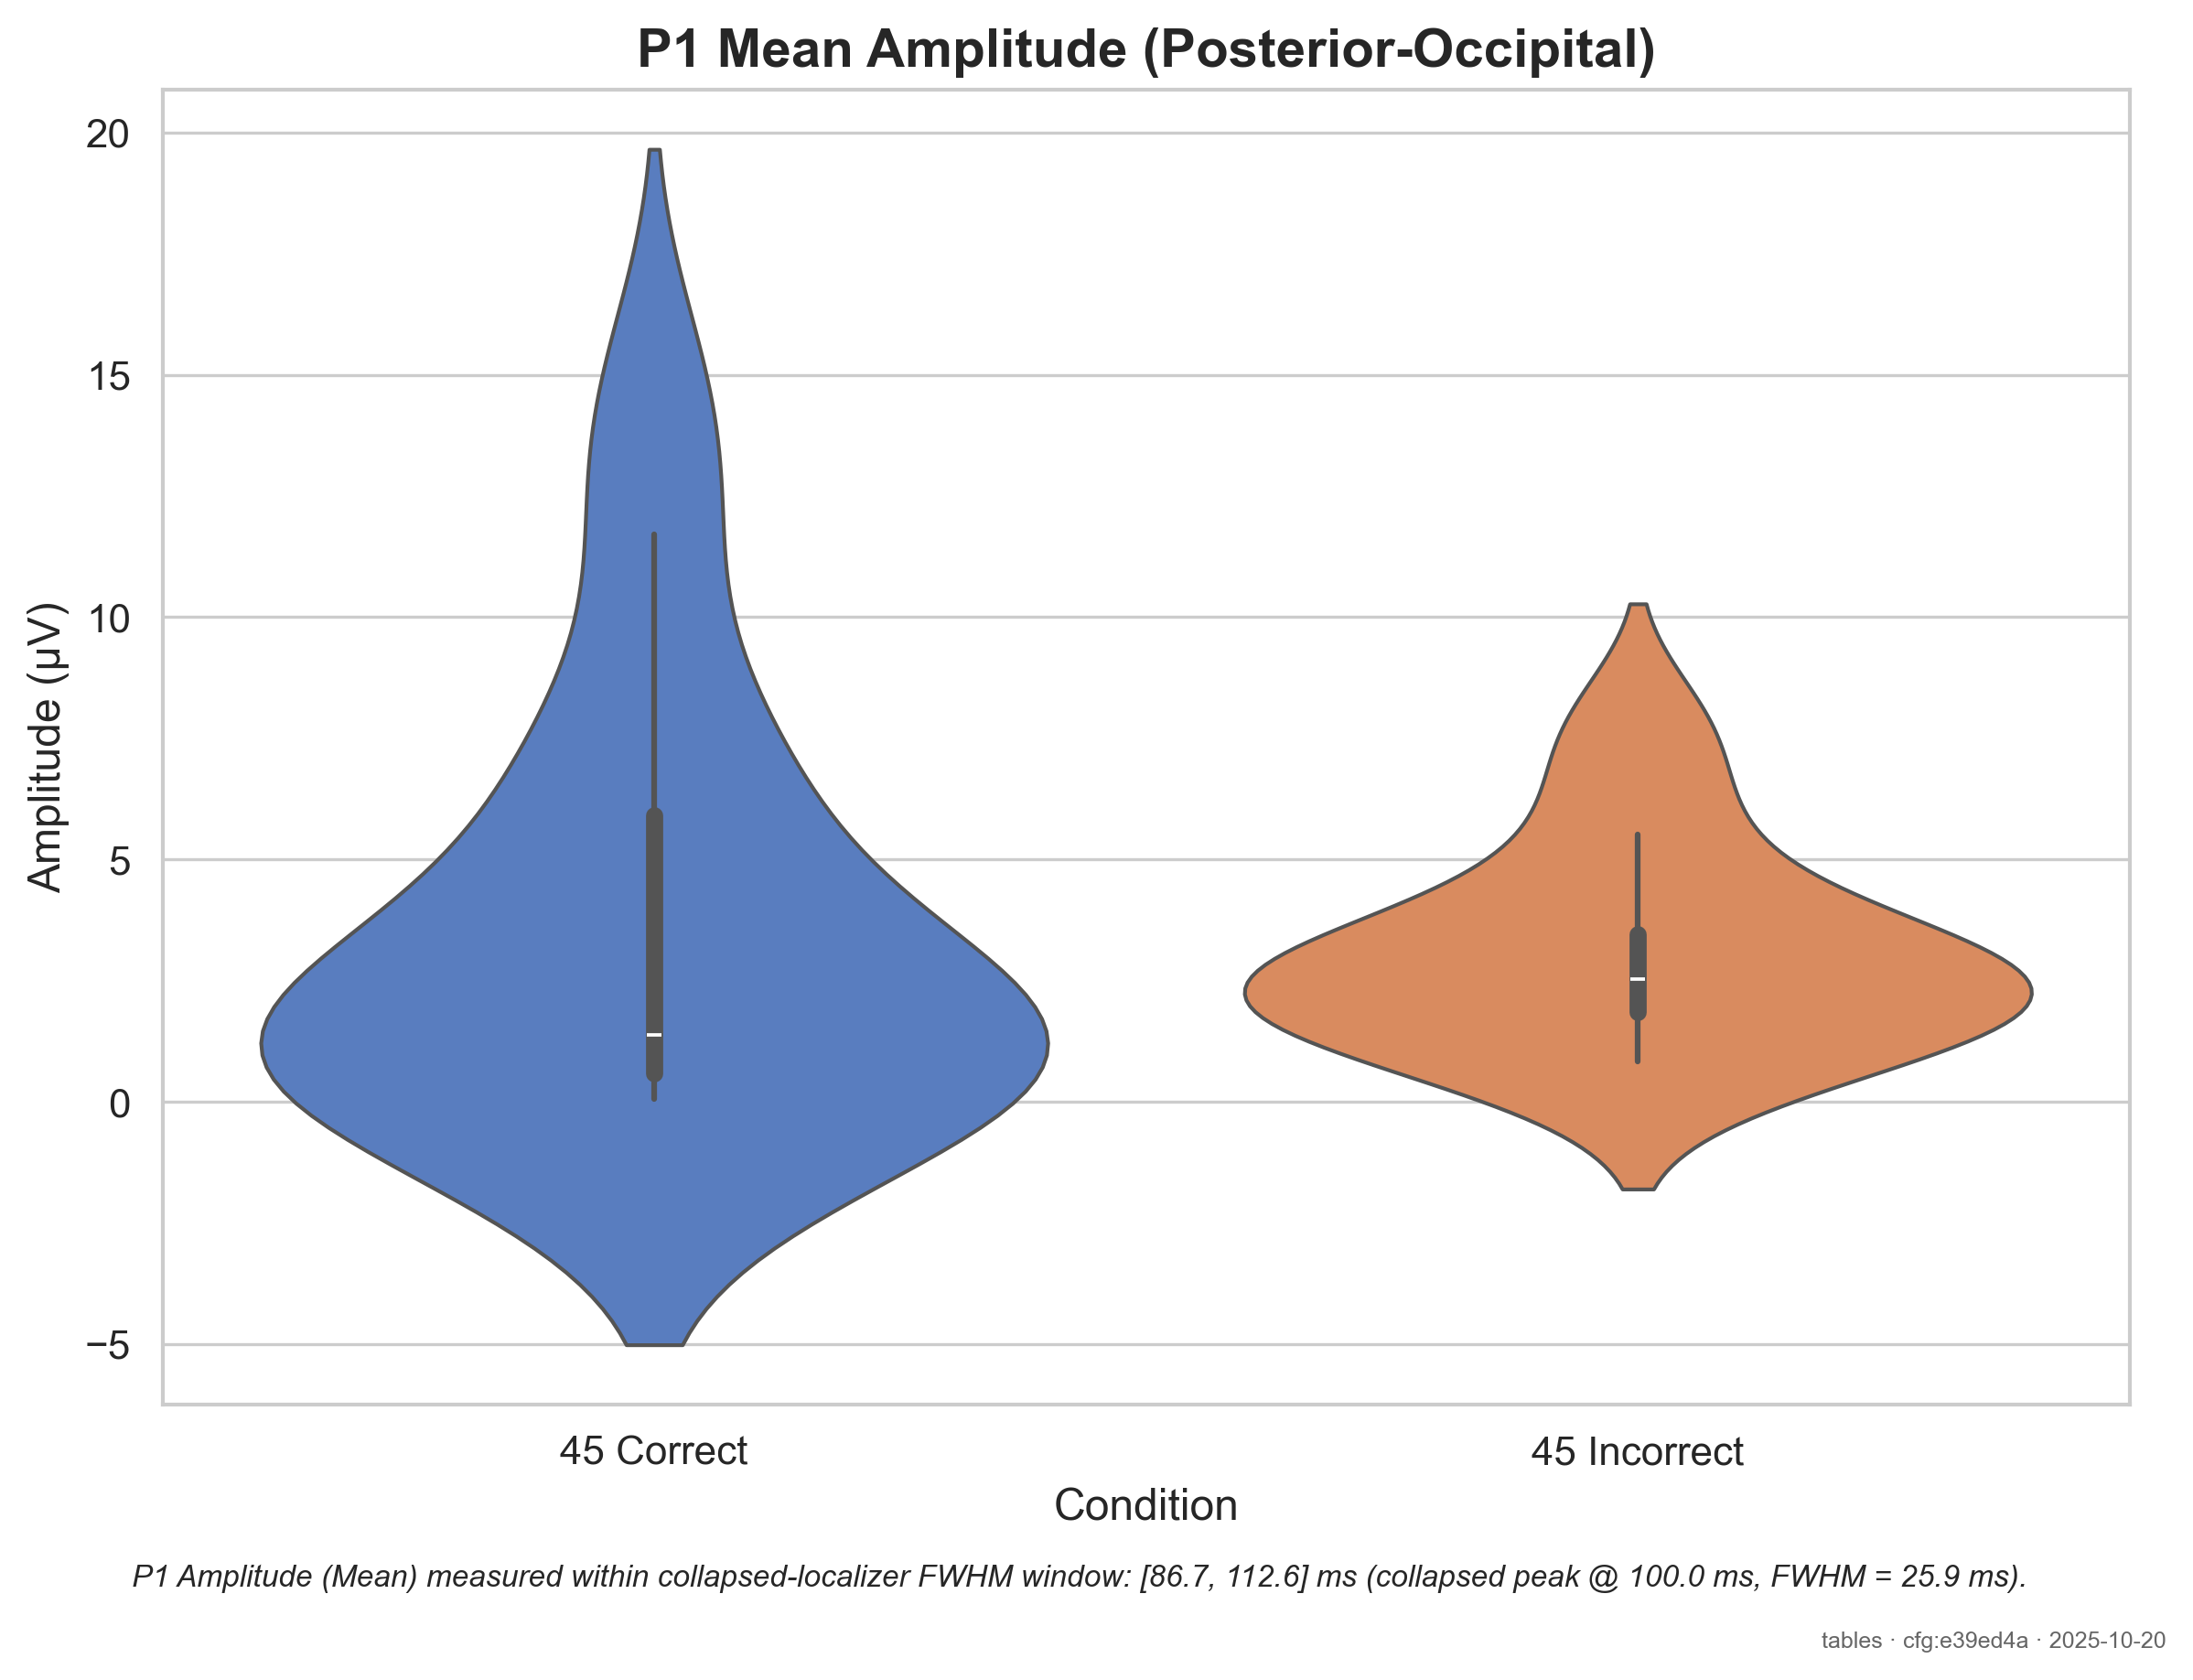 P1 Mean Amplitude (Posterior-Occipital)
20
15
10
5
0
−5
Amplitude (µV)
45 Correct
45 Incorrect
Condition
P1 Amplitude (Mean) measured within collapsed-localizer FWHM window: [86.7, 112.6] ms (collapsed peak @ 100.0 ms, FWHM = 25.9 ms).
tables · cfg:e39ed4a · 2025-10-20